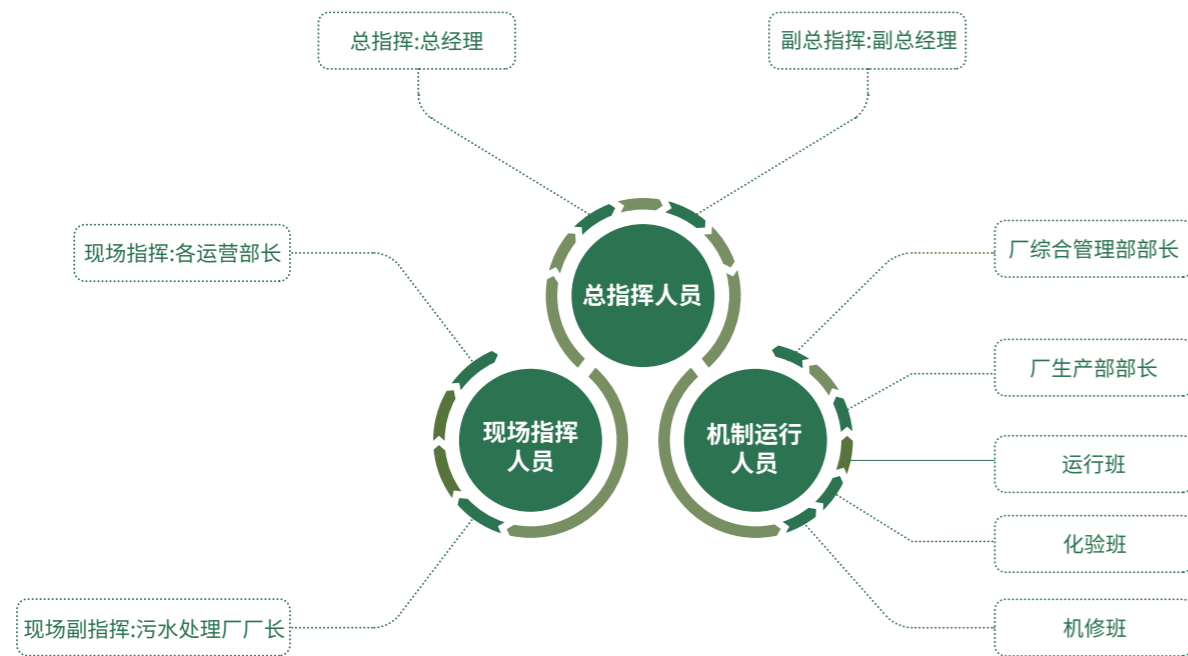 总指挥:总经理
副总指挥:副总经理
现场指挥:各运营部长
厂综合管理部部长
总指挥人员
厂生产部部长
现场指挥
人员
机制运行
人员
运行班
化验班
现场副指挥:污水处理厂厂长
机修班